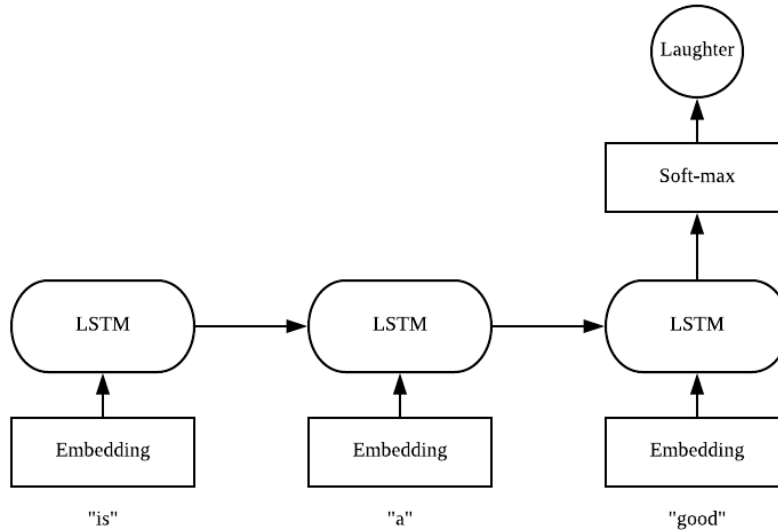 Laughter
Soft-max
LSTM LSTM LSTM
Embedding Embedding Embedding
"is" "a" "good"